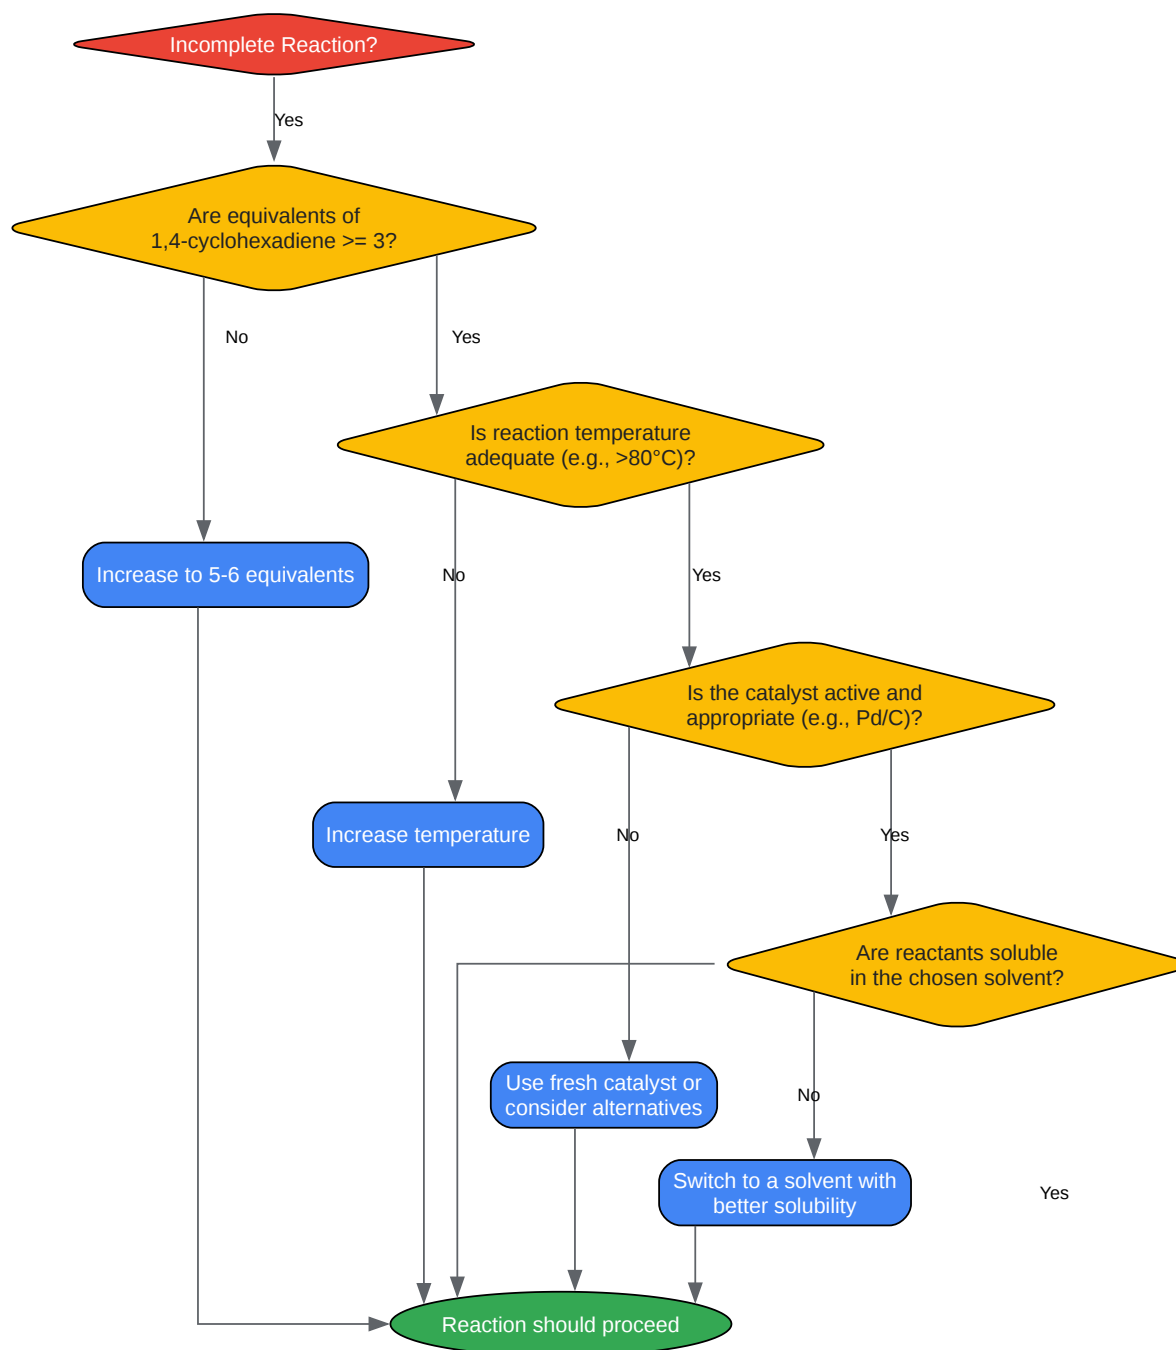 Incomplete Reaction?
Yes
Are equivalents of
1,4-cyclohexadiene >= 3?
No
Yes
Is reaction temperature
adequate (e.g., >80°C)?
Increase to 5-6 equivalents
No
Yes
Is the catalyst active and
appropriate (e.g., Pd/C)?
Increase temperature
No
Yes
Are reactants soluble
in the chosen solvent?
Use fresh catalyst or
consider alternatives
No
Switch to a solvent with
better solubility
Yes
Reaction should proceed